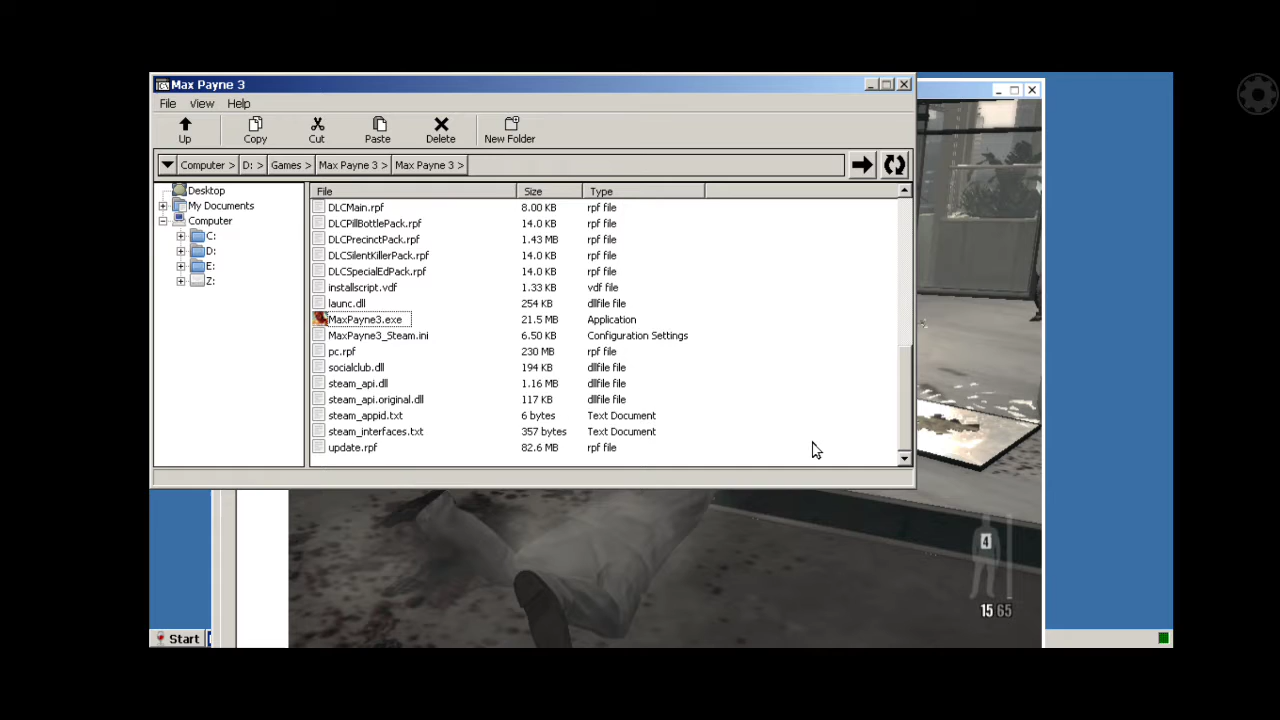 Max Payne 3
File View Help
Up Copy Cut Paste Delete New Folder
Computer > D: > Games > Max Payne 3 > Max Payne 3 >
Desktop
My Documents
Computer
C:
D:
E:
Z:
File Size Type
DLCMain.rpf 8.00 KB rpf file
DLCPillBottlePack.rpf 14.0 KB rpf file
DLCPrecinctPack.rpf 1.43 MB rpf file
DLCSilentKillerPack.rpf 14.0 KB rpf file
DLCSpecialEdPack.rpf 14.0 KB rpf file
installscript.vdf 1.33 KB vdf file
launc.dll 254 KB dllfile file
MaxPayne3.exe 21.5 MB Application
MaxPayne3_Steam.ini 6.50 KB Configuration Settings
pc.rpf 230 MB rpf file
socialclub.dll 194 KB dllfile file
steam_api.dll 1.16 MB dllfile file
steam_api.original.dll 117 KB dllfile file
steam_appid.txt 6 bytes Text Document
steam_interfaces.txt 357 bytes Text Document
update.rpf 82.6 MB rpf file
4
15 65
Start